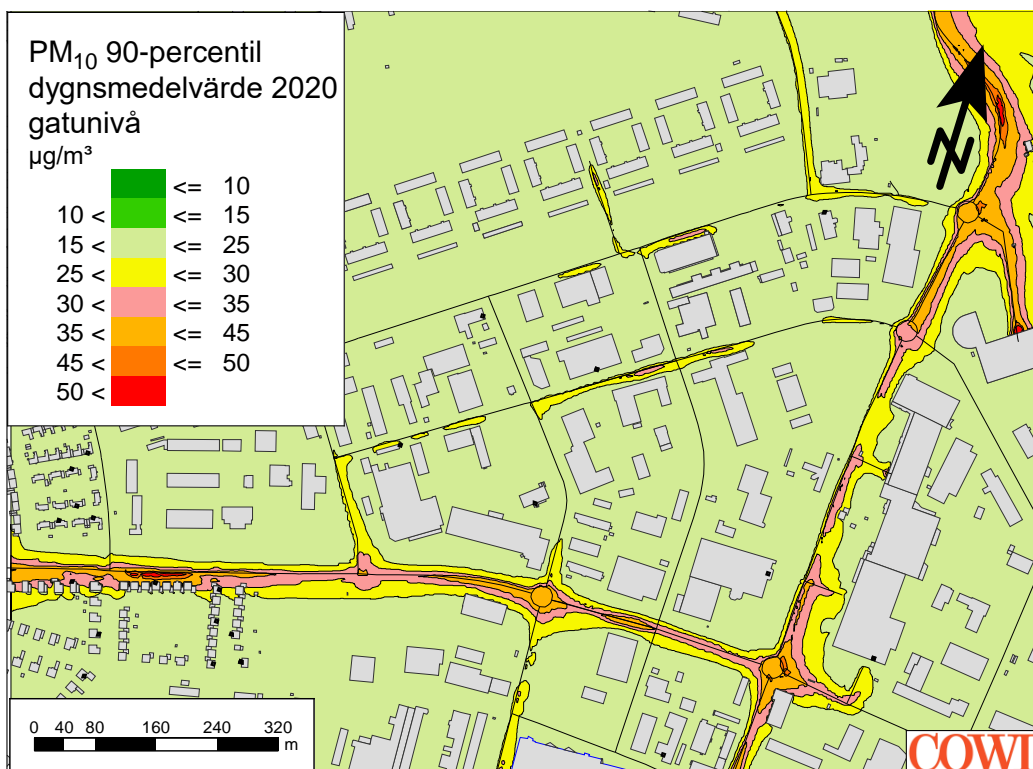 PM₁₀ 90-percentil
dygnsmedelvärde 2020
gatunivå
µg/m³
<= 10
10 < <= 15
15 < <= 25
25 < <= 30
30 < <= 35
35 < <= 45
45 < <= 50
50 <
0 40 80 160 240 320
m
COWI